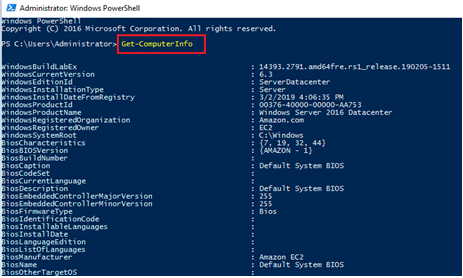 Administrator: Windows PowerShell
Windows PowerShell
Copyright (C) 2016 Microsoft Corporation. All rights reserved.
PS C:\Users\Administrator> Get-ComputerInfo
WindowsBuildLabEx : 14393.2791.amd64fre.rs1_release.190205-1511
WindowsCurrentVersion : 6.3
WindowsEditionId : ServerDatacenter
WindowsInstallationType : Server
WindowsInstallDateFromRegistry : 3/2/2019 4:06:35 PM
WindowsProductId : 00376-40000-00000-AA753
WindowsProductName : Windows Server 2016 Datacenter
WindowsRegisteredOrganization : Amazon.com
WindowsRegisteredOwner : EC2
WindowsSystemRoot : C:\Windows
BiosCharacteristics : {7, 19, 32, 44}
BiosBIOSVersion : {AMAZON - 1}
BiosBuildNumber :
BiosCaption : Default System BIOS
BiosCodeSet :
BiosCurrentLanguage :
BiosDescription : Default System BIOS
BiosEmbeddedControllerMajorVersion : 255
BiosEmbeddedControllerMinorVersion : 255
BiosFirmwareType : Bios
BiosIdentificationCode :
BiosInstallableLanguages :
BiosInstallDate :
BiosLanguageEdition :
BiosListOfLanguages :
BiosManufacturer : Amazon EC2
BiosName : Default System BIOS
BiosOtherTargetOS :